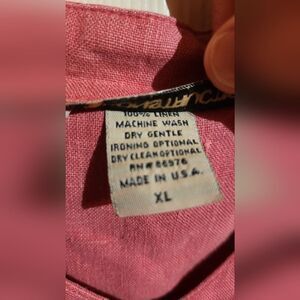 100% LINEN
MACHINE WASH
DRY GENTLE
IRONING OPTIONAL
DRY CLEAN OPTIONAL
RN# 86976
MADE IN U.S.A.
XL